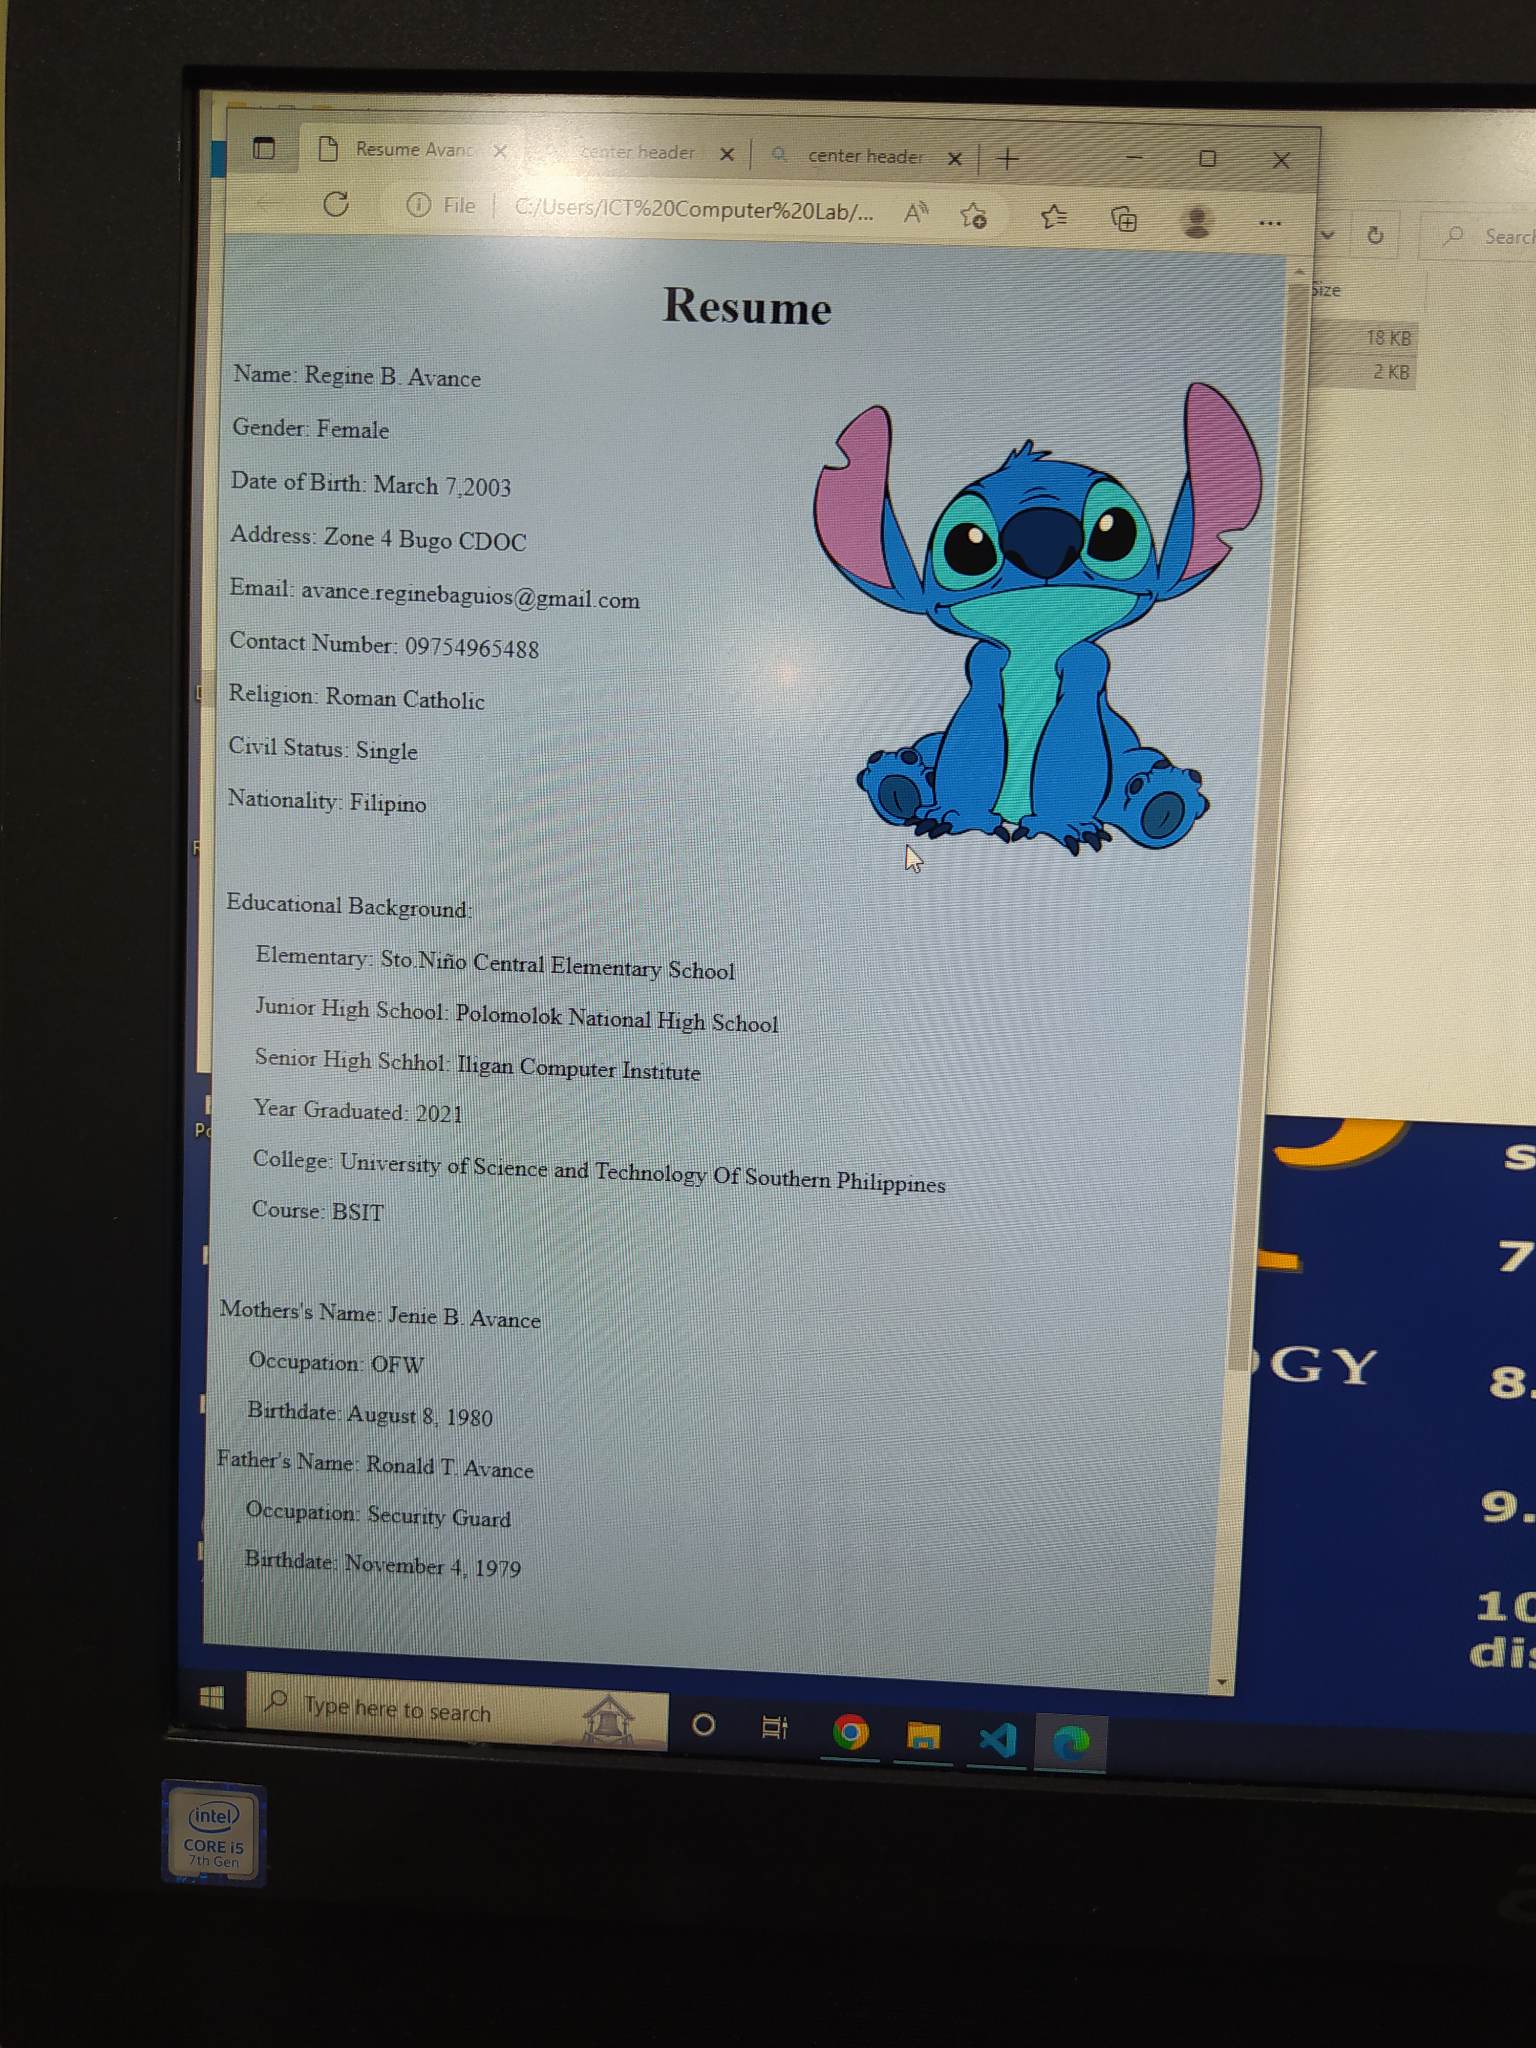 Resume Avanc
center header
center header
File
C:/Users/ICT%20Computer%20Lab/...
Search
Size
18 KB
2 KB
Resume
Name: Regine B. Avance
Gender: Female
Date of Birth: March 7,2003
Address: Zone 4 Bugo CDOC
Email: avance.reginebaguios@gmail.com
Contact Number: 09754965488
Religion: Roman Catholic
Civil Status: Single
Nationality: Filipino
Educational Background:
Elementary: Sto.Niño Central Elementary School
Junior High School: Polomolok National High School
Senior High Schhol: Iligan Computer Institute
Year Graduated: 2021
College: University of Science and Technology Of Southern Philippines
Course: BSIT
Mothers's Name: Jenie B. Avance
Occupation: OFW
Birthdate: August 8, 1980
Father's Name: Ronald T. Avance
Occupation: Security Guard
Birthdate: November 4, 1979
Po
S
7
OGY
8.
9.
10
dis
Type here to search
intel
CORE i5
7th Gen